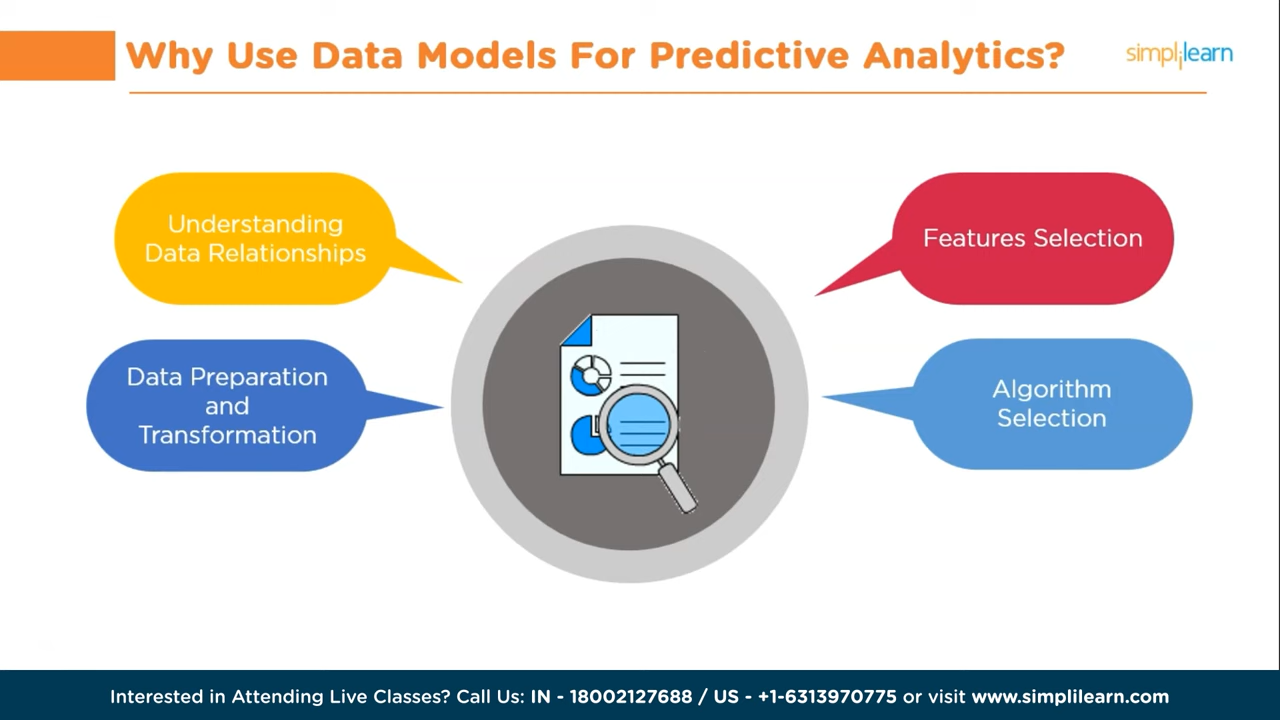 Why Use Data Models For Predictive Analytics?
simplilearn
Understanding
Data Relationships
Features Selection
Data Preparation
and
Transformation
Algorithm
Selection
Interested in Attending Live Classes? Call Us: IN - 18002127688 / US - +1-6313970775 or visit www.simplilearn.com